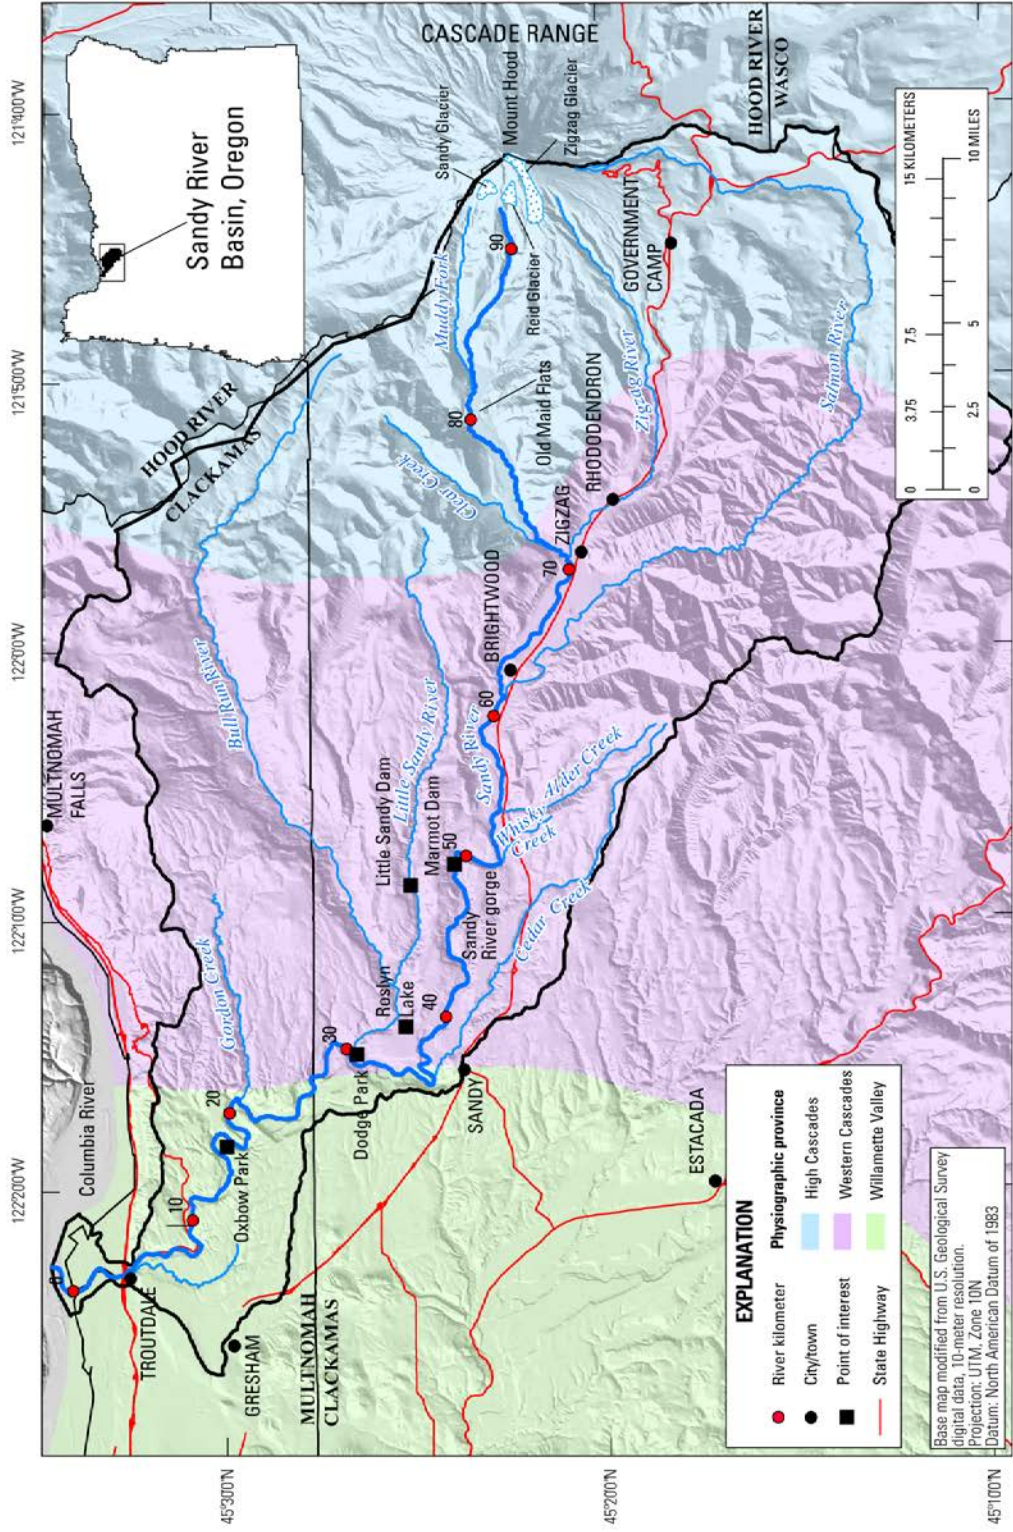 122°20'0"W
122°10'0"W
122°0'0"W
121°50'0"W
121°40'0"W
45°30'0"N
45°20'0"N
45°10'0"N
Columbia River
MULTNOMAH
FALLS
Sandy River
Basin, Oregon
0
TROUTDALE
10
GRESHAM
Oxbow Park
20
Gordon Creek
Bull Run River
HOOD RIVER
CLACKAMAS
MULTNOMAH
CLACKAMAS
Dodge Park
30
Roslyn
Lake
Little Sandy Dam
Little Sandy River
Marmot Dam
40
50
Sandy
River gorge
Sandy River
60
SANDY
Cedar Creek
Whisky
Creek
Alder Creek
BRIGHTWOOD
70
ZIGZAG
RHODODENDRON
Clear Creek
Old Maid Flats
80
Muddy Fork
90
Sandy Glacier
Reid Glacier
Mount Hood
Zigzag Glacier
CASCADE RANGE
Zigzag River
GOVERNMENT
CAMP
Salmon River
HOOD RIVER
WASCO
ESTACADA
EXPLANATION
River kilometer
City/town
Point of interest
State Highway
Physiographic province
High Cascades
Western Cascades
Willamette Valley
0 3.75 7.5 15 KILOMETERS
0 2.5 5 10 MILES
Base map modified from U.S. Geological Survey
digital data, 10-meter resolution.
Projection: UTM, Zone 10N
Datum: North American Datum of 1983